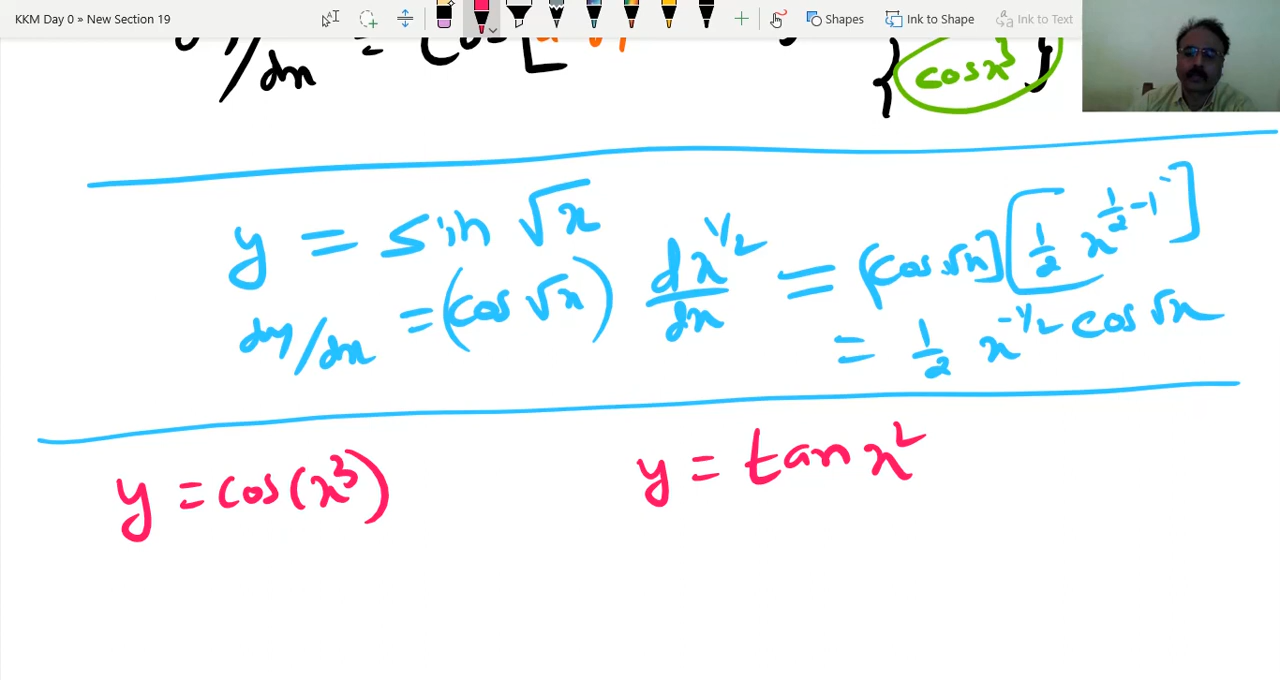 KKM Day 0 » New Section 19
Shapes Ink to Shape Ink to Text
/dx = cos [
{ cos x³ }
y = sin √x
dy/dx = (cos √x) dx^1/2/dx = [cos √x] [1/2 x^1/2-1]
= 1/2 x^-1/2 cos √x
y = cos(x³) y = tan x²